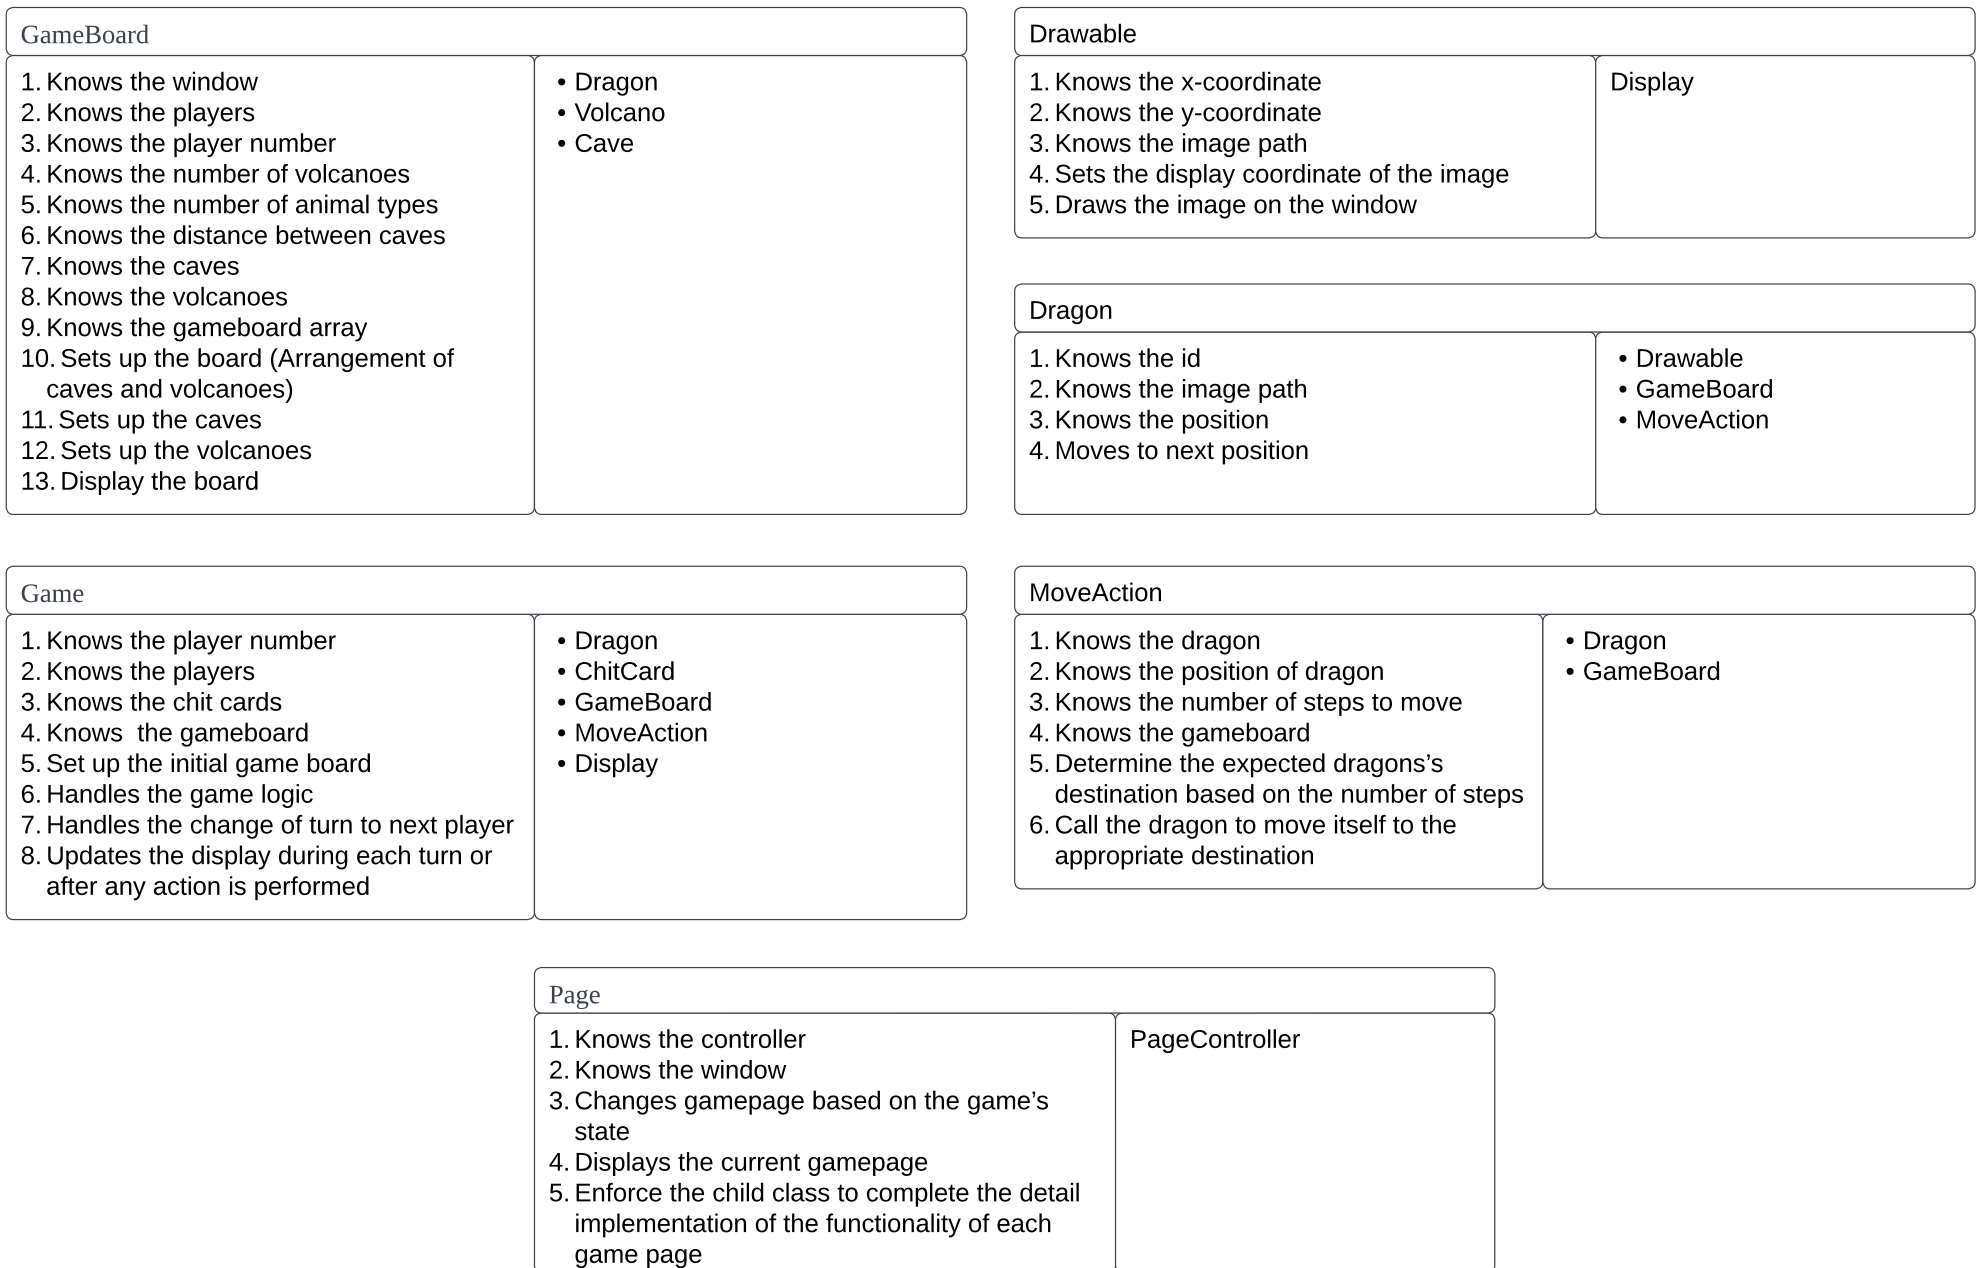 GameBoard
1. Knows the window
2. Knows the players
3. Knows the player number
4. Knows the number of volcanoes
5. Knows the number of animal types
6. Knows the distance between caves
7. Knows the caves
8. Knows the volcanoes
9. Knows the gameboard array
10. Sets up the board (Arrangement of
caves and volcanoes)
11. Sets up the caves
12. Sets up the volcanoes
13. Display the board
• Dragon
• Volcano
• Cave
Drawable
1. Knows the x-coordinate
2. Knows the y-coordinate
3. Knows the image path
4. Sets the display coordinate of the image
5. Draws the image on the window
Display
Dragon
1. Knows the id
2. Knows the image path
3. Knows the position
4. Moves to next position
• Drawable
• GameBoard
• MoveAction
Game
1. Knows the player number
2. Knows the players
3. Knows the chit cards
4. Knows  the gameboard
5. Set up the initial game board
6. Handles the game logic
7. Handles the change of turn to next player
8. Updates the display during each turn or
after any action is performed
• Dragon
• ChitCard
• GameBoard
• MoveAction
• Display
MoveAction
1. Knows the dragon
2. Knows the position of dragon
3. Knows the number of steps to move
4. Knows the gameboard
5. Determine the expected dragons’s
destination based on the number of steps
6. Call the dragon to move itself to the
appropriate destination
• Dragon
• GameBoard
Page
1. Knows the controller
2. Knows the window
3. Changes gamepage based on the game’s
state
4. Displays the current gamepage
5. Enforce the child class to complete the detail
implementation of the functionality of each
game page
PageController